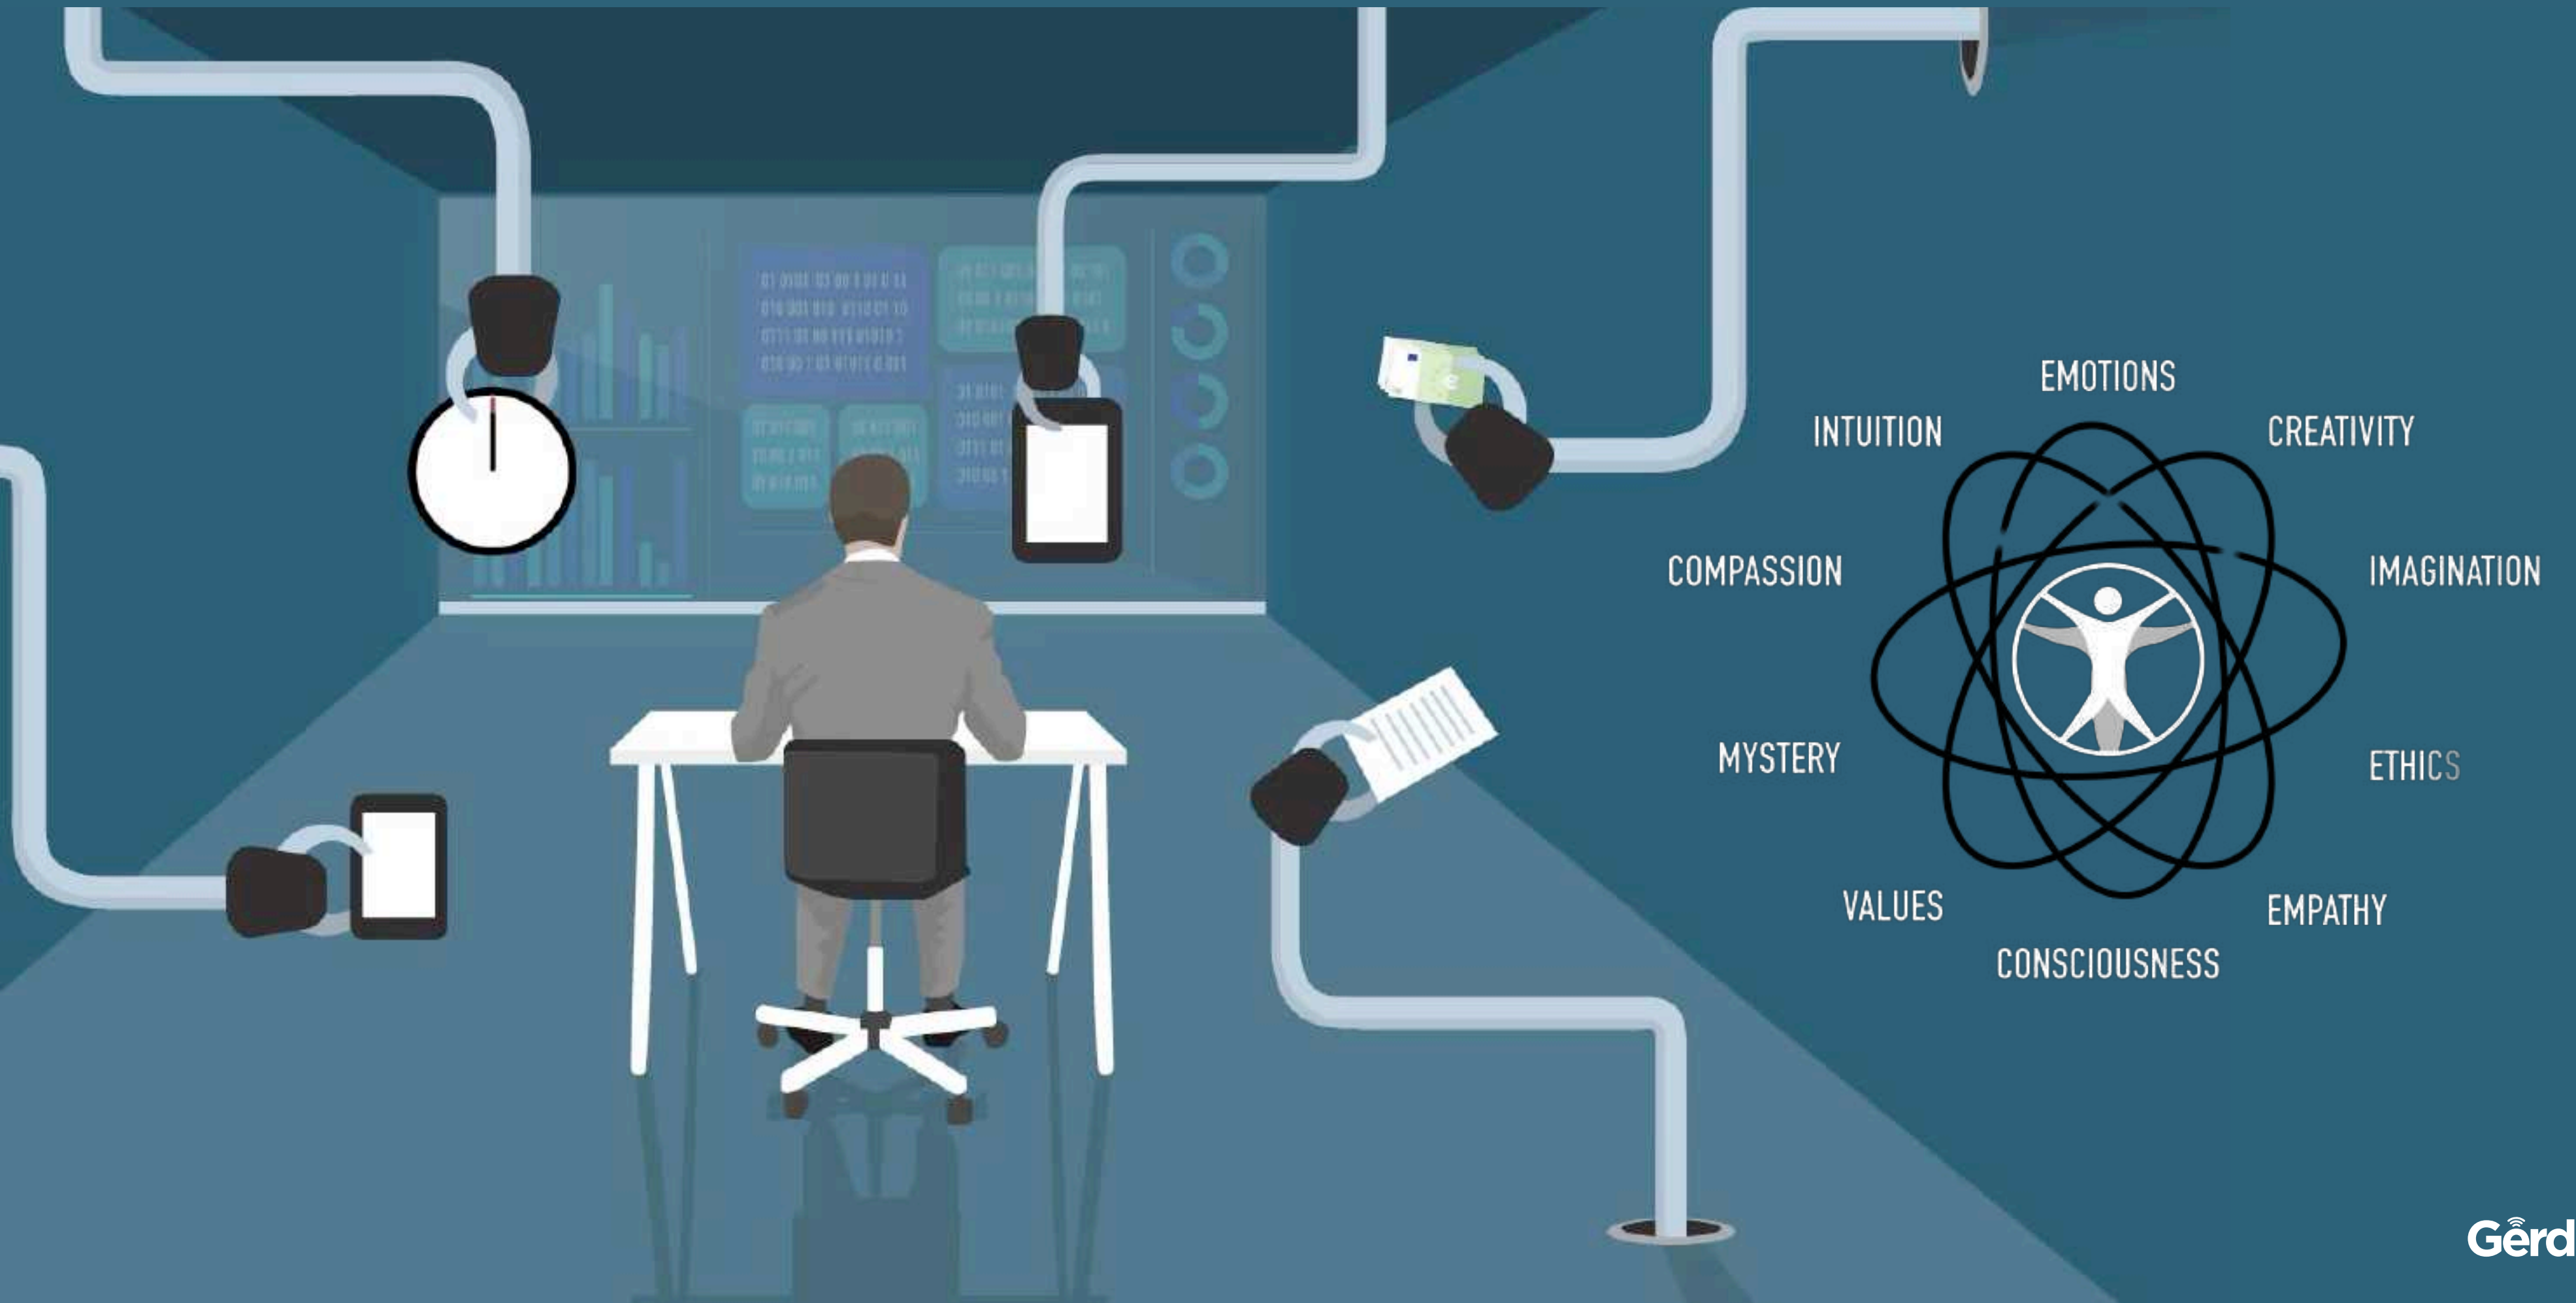 EMOTIONS
INTUITION
CREATIVITY
COMPASSION
IMAGINATION
MYSTERY
ETHICS
VALUES
EMPATHY
CONSCIOUSNESS
Gerd